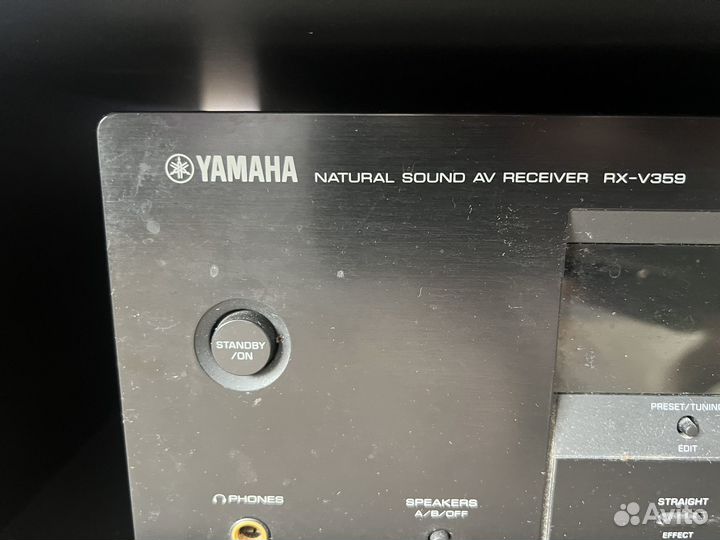 YAMAHA NATURAL SOUND AV RECEIVER RX-V359
STANDBY
/ON
PRESET/TUNING
EDIT
PHONES
SPEAKERS
A/B/OFF
STRAIGHT
EFFECT
Avito